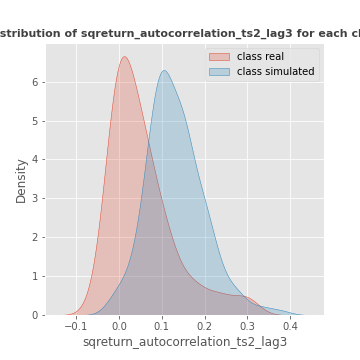 stribution of sqreturn_autocorrelation_ts2_lag3 for each cl
class real
class simulated
6
5
4
3
2
1
0
Density
−0.1 0.0 0.1 0.2 0.3 0.4
sqreturn_autocorrelation_ts2_lag3